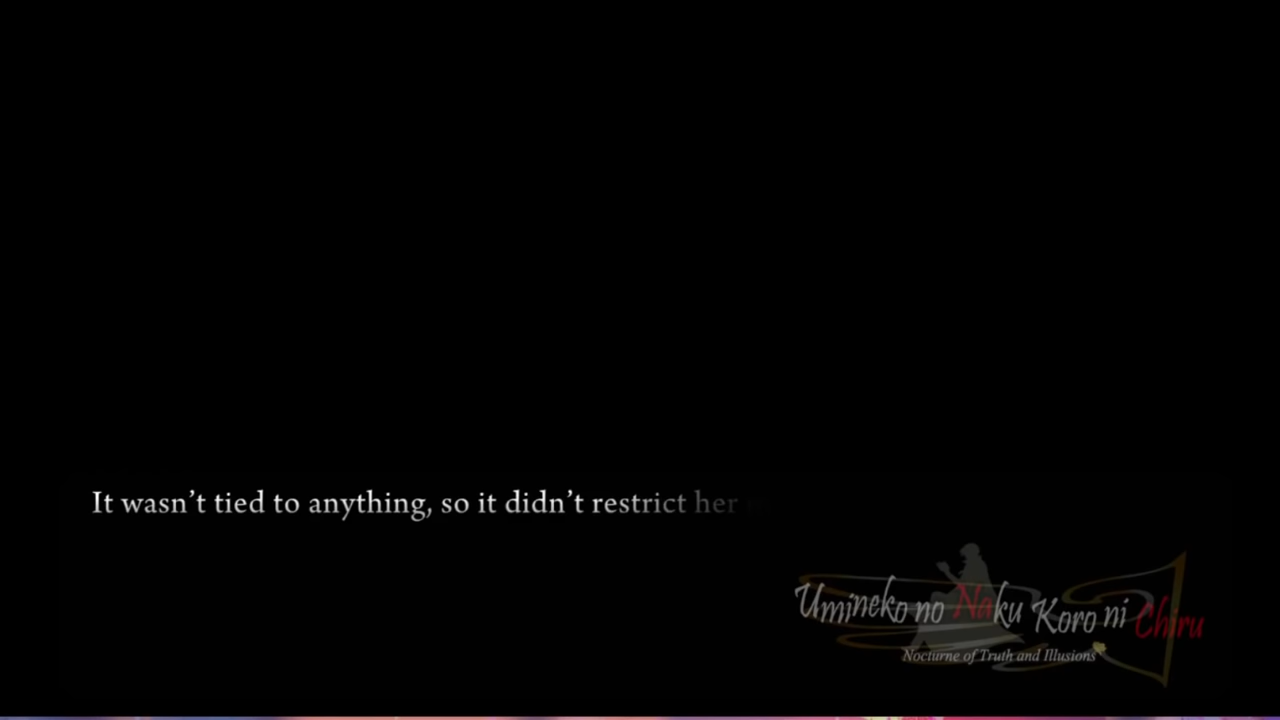 It wasn't tied to anything, so it didn't restrict her
Umineko no Naku Koro ni Chiru
Nocturne of Truth and Illusions